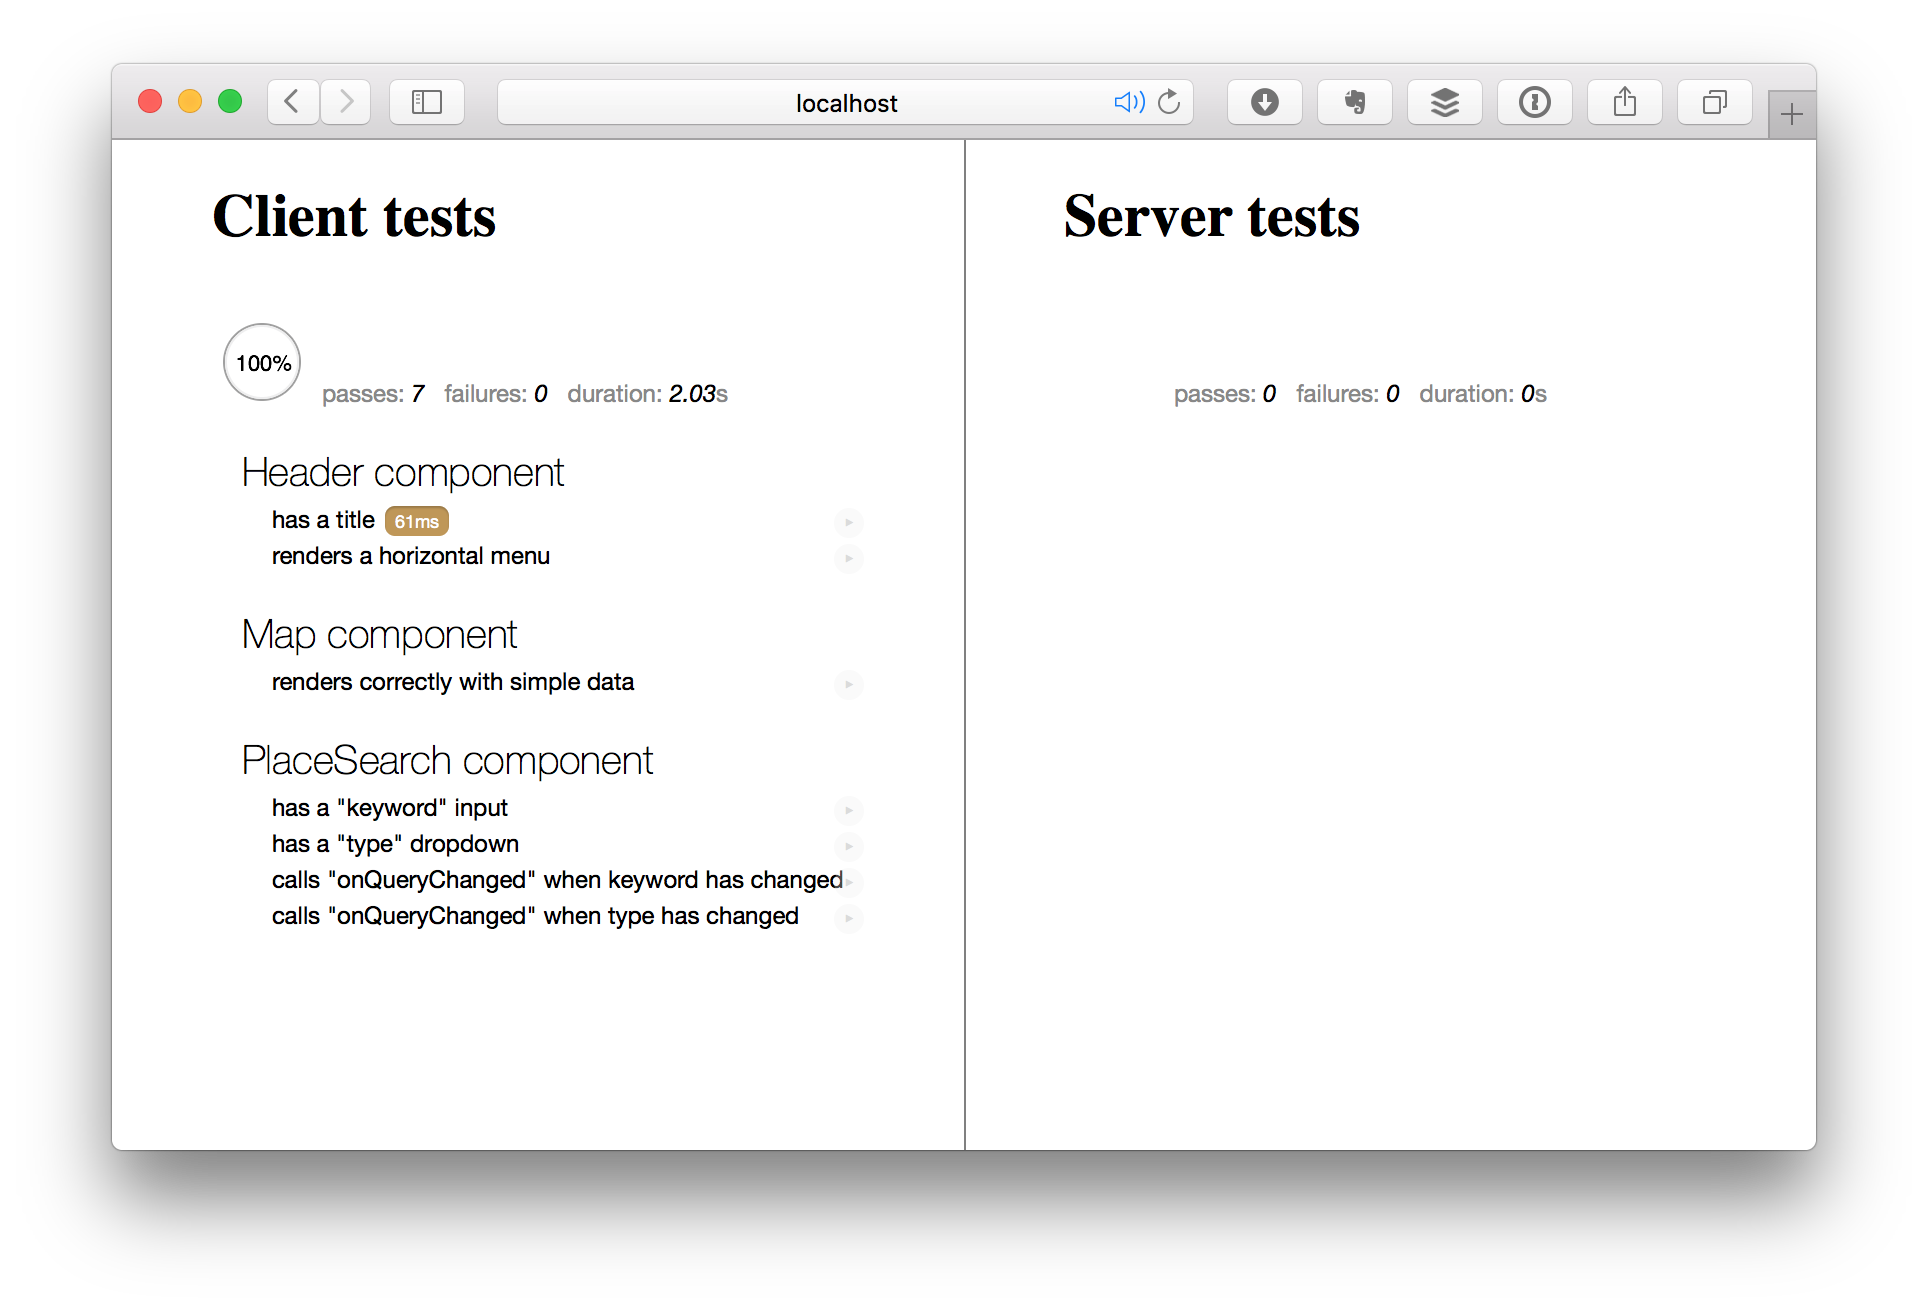 localhost
Client tests
100%
passes: 7 failures: 0 duration: 2.03s
Header component
has a title 61ms
renders a horizontal menu
Map component
renders correctly with simple data
PlaceSearch component
has a "keyword" input
has a "type" dropdown
calls "onQueryChanged" when keyword has changed
calls "onQueryChanged" when type has changed
Server tests
passes: 0 failures: 0 duration: 0s